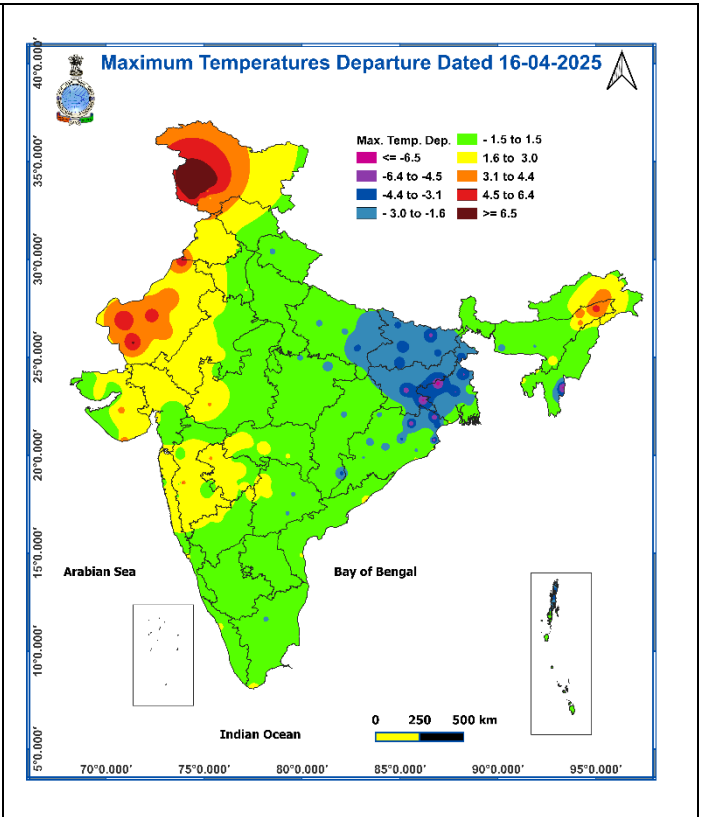 Maximum Temperatures Departure Dated 16-04-2025
Max. Temp. Dep.
<= -6.5
-6.4 to -4.5
-4.4 to -3.1
- 3.0 to -1.6
- 1.5 to 1.5
1.6 to 3.0
3.1 to 4.4
4.5 to 6.4
>= 6.5
40°0.000'
35°0.000'
30°0.000'
25°0.000'
20°0.000'
15°0.000'
10°0.000'
5°0.000'
Arabian Sea
Bay of Bengal
Indian Ocean
0 250 500 km
70°0.000' 75°0.000' 80°0.000' 85°0.000' 90°0.000' 95°0.000'